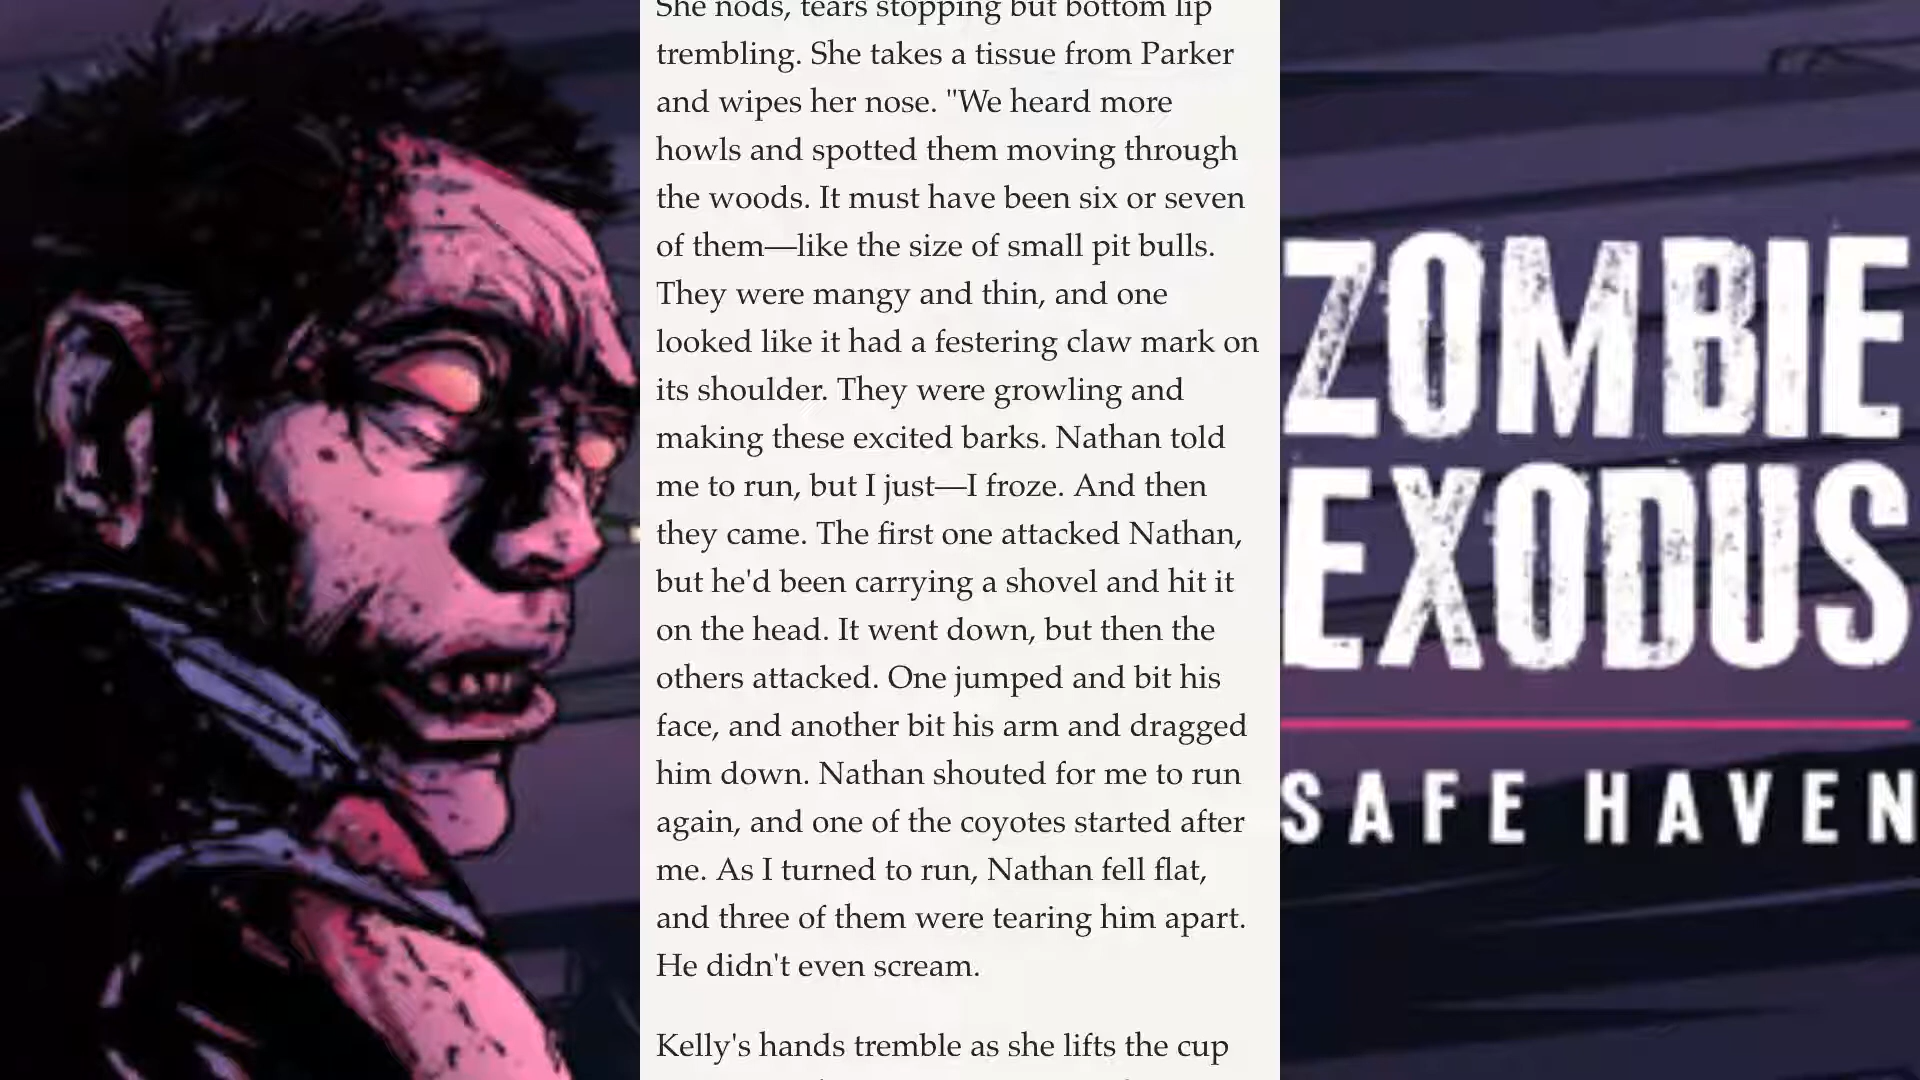 She nods, tears stopping but bottom lip
trembling. She takes a tissue from Parker
and wipes her nose. "We heard more
howls and spotted them moving through
the woods. It must have been six or seven
of them—like the size of small pit bulls.
They were mangy and thin, and one
looked like it had a festering claw mark on
its shoulder. They were growling and
making these excited barks. Nathan told
me to run, but I just—I froze. And then
they came. The first one attacked Nathan,
but he'd been carrying a shovel and hit it
on the head. It went down, but then the
others attacked. One jumped and bit his
face, and another bit his arm and dragged
him down. Nathan shouted for me to run
again, and one of the coyotes started after
me. As I turned to run, Nathan fell flat,
and three of them were tearing him apart.
He didn't even scream.
Kelly's hands tremble as she lifts the cup
ZOMBIE
EXODUS
SAFE HAVEN